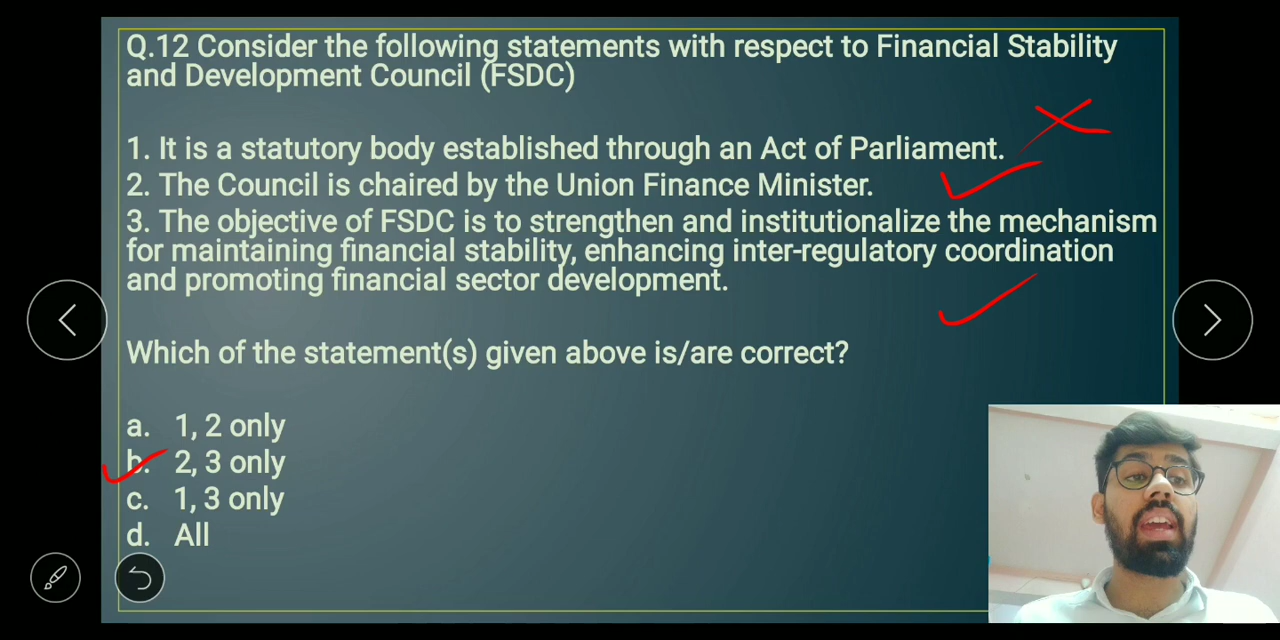 Q.12 Consider the following statements with respect to Financial Stability
and Development Council (FSDC)
1. It is a statutory body established through an Act of Parliament.
2. The Council is chaired by the Union Finance Minister.
3. The objective of FSDC is to strengthen and institutionalize the mechanism
for maintaining financial stability, enhancing inter-regulatory coordination
and promoting financial sector development.
Which of the statement(s) given above is/are correct?
a. 1, 2 only
b. 2, 3 only
c. 1, 3 only
d. All